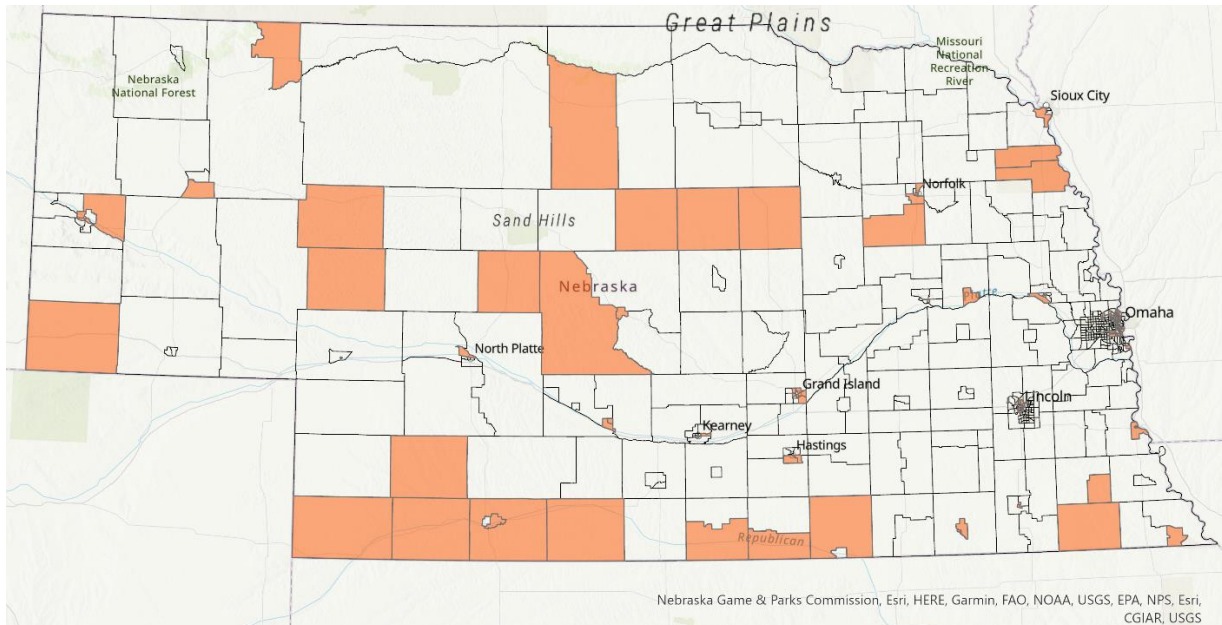 Great Plains
Nebraska
National Forest
Missouri
National
Recreation
River
Sioux City
Norfolk
Sand Hills
Nebraska
Platte
Omaha
North Platte
Grand Island
Lincoln
Kearney
Hastings
Republican
Nebraska Game & Parks Commission, Esri, HERE, Garmin, FAO, NOAA, USGS, EPA, NPS, Esri,
CGIAR, USGS